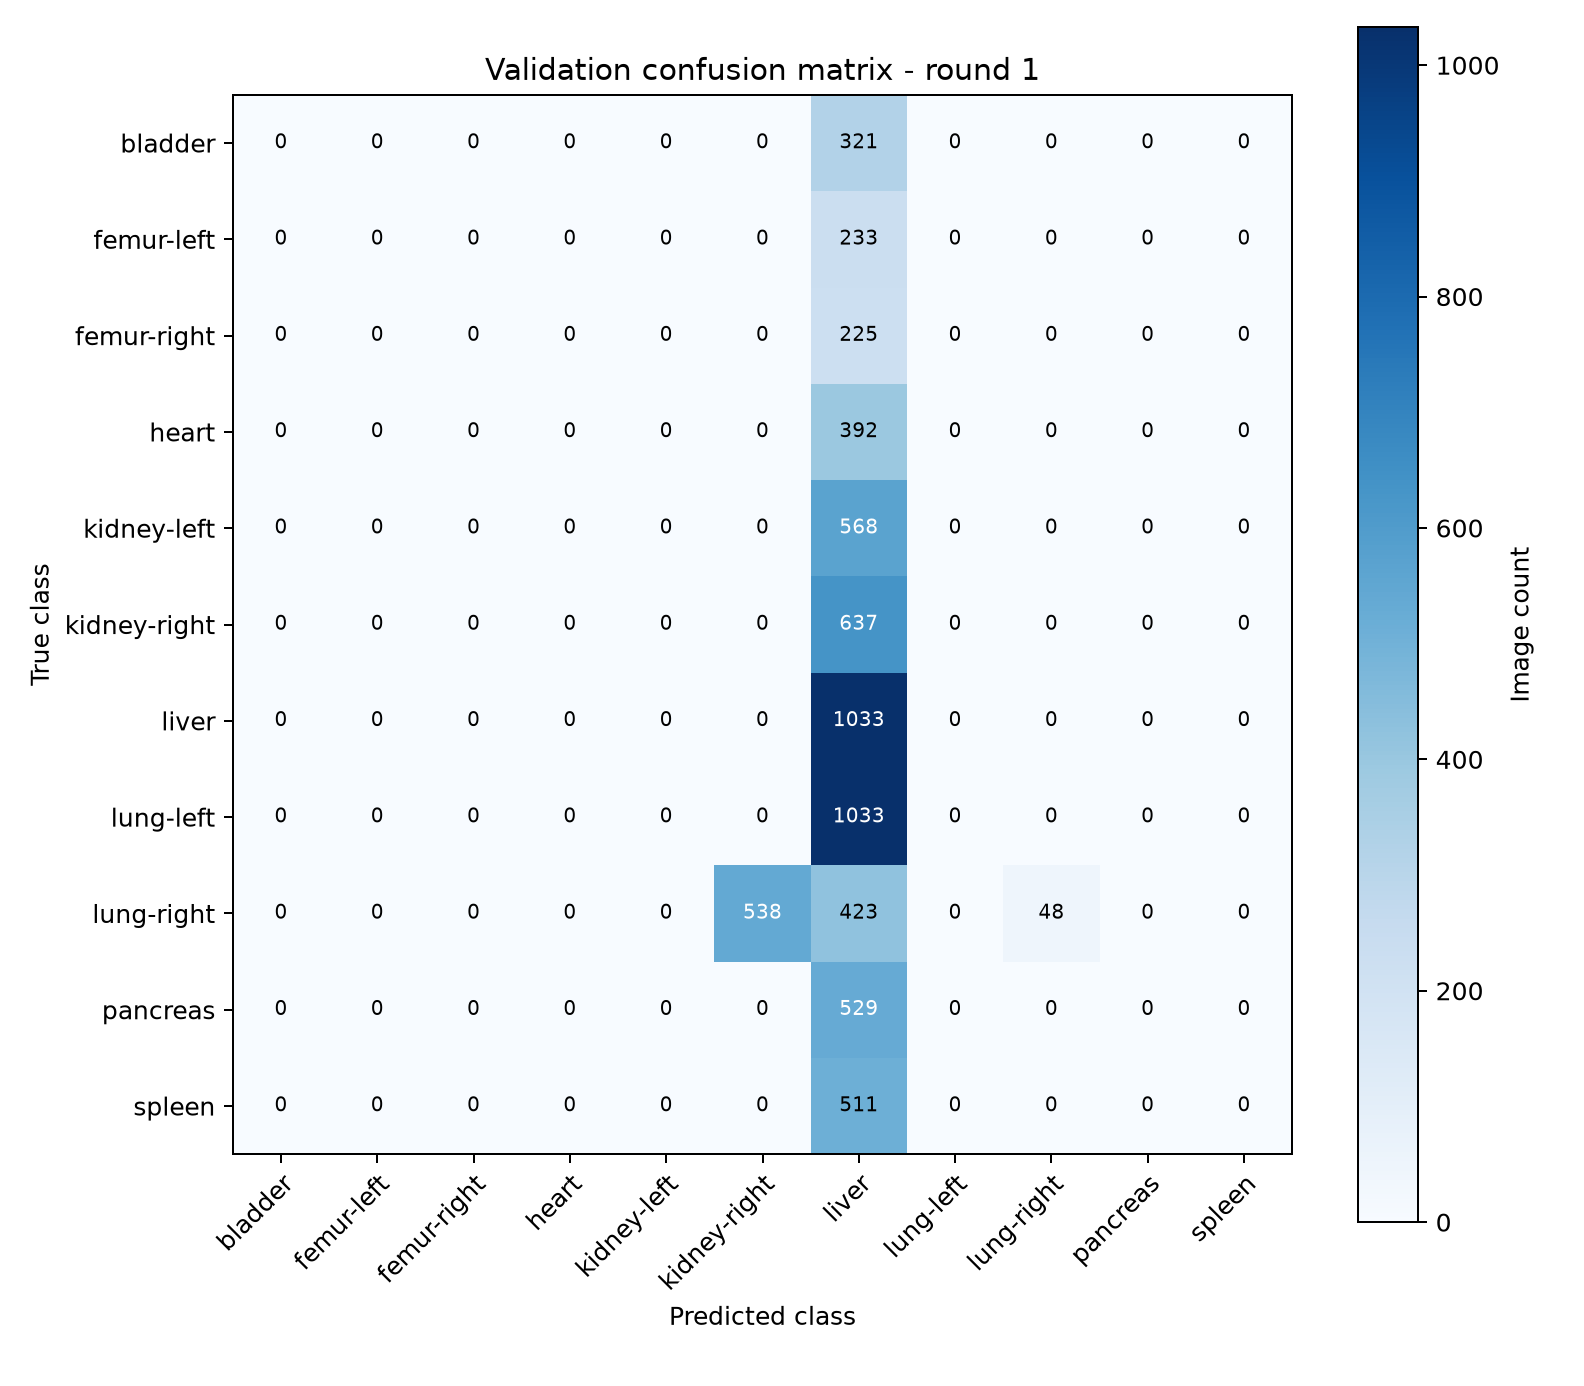 Validation confusion matrix - round 1
True class
bladder 0 0 0 0 0 0 321 0 0 0 0
femur-left 0 0 0 0 0 0 233 0 0 0 0
femur-right 0 0 0 0 0 0 225 0 0 0 0
heart 0 0 0 0 0 0 392 0 0 0 0
kidney-left 0 0 0 0 0 0 568 0 0 0 0
kidney-right 0 0 0 0 0 0 637 0 0 0 0
liver 0 0 0 0 0 0 1033 0 0 0 0
lung-left 0 0 0 0 0 0 1033 0 0 0 0
lung-right 0 0 0 0 0 538 423 0 48 0 0
pancreas 0 0 0 0 0 0 529 0 0 0 0
spleen 0 0 0 0 0 0 511 0 0 0 0
bladder femur-left femur-right heart kidney-left kidney-right liver lung-left lung-right pancreas spleen
Predicted class
1000
800
600
400
200
0
Image count